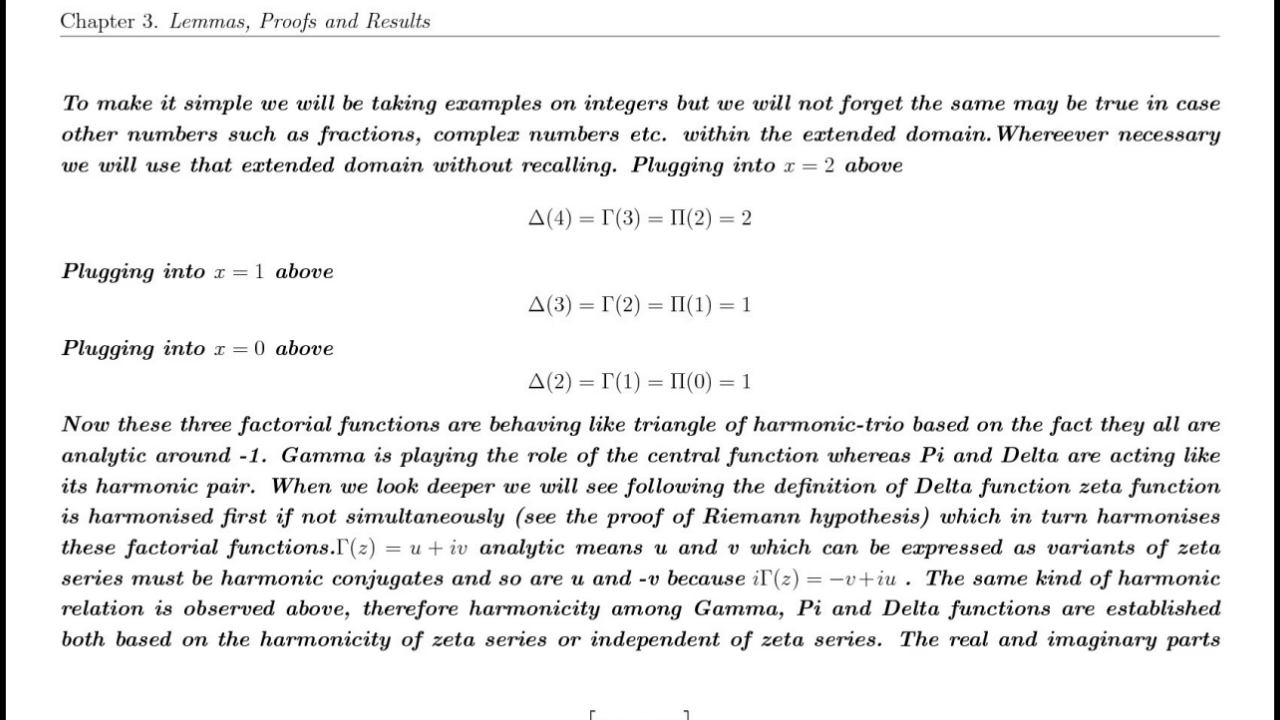 Chapter 3. Lemmas, Proofs and Results
To make it simple we will be taking examples on integers but we will not forget the same may be true in case
other numbers such as fractions, complex numbers etc. within the extended domain. Whereever necessary
we will use that extended domain without recalling. Plugging into x = 2 above
Δ(4) = Γ(3) = Π(2) = 2
Plugging into x = 1 above
Δ(3) = Γ(2) = Π(1) = 1
Plugging into x = 0 above
Δ(2) = Γ(1) = Π(0) = 1
Now these three factorial functions are behaving like triangle of harmonic-trio based on the fact they all are
analytic around -1. Gamma is playing the role of the central function whereas Pi and Delta are acting like
its harmonic pair. When we look deeper we will see following the definition of Delta function zeta function
is harmonised first if not simultaneously (see the proof of Riemann hypothesis) which in turn harmonises
these factorial functions.Γ(z) = u + iv analytic means u and v which can be expressed as variants of zeta
series must be harmonic conjugates and so are u and -v because iΓ(z) = −v+iu . The same kind of harmonic
relation is observed above, therefore harmonicity among Gamma, Pi and Delta functions are established
both based on the harmonicity of zeta series or independent of zeta series. The real and imaginary parts